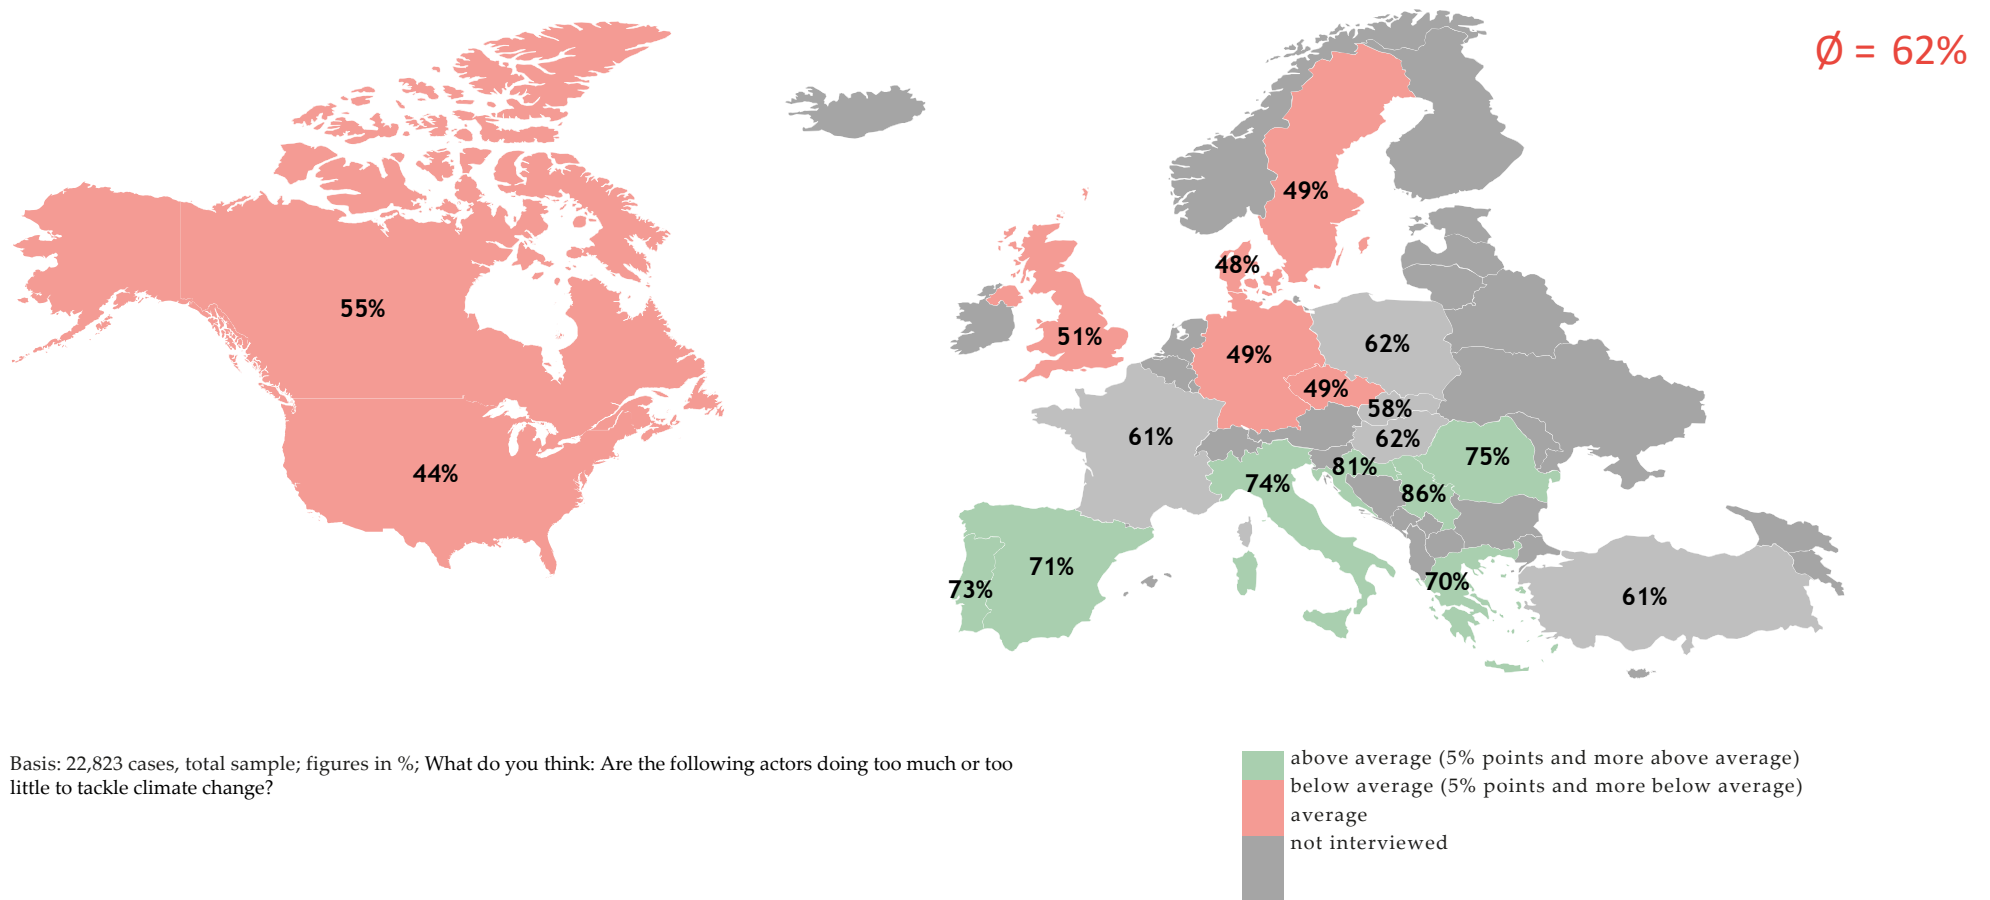 Ø = 62%
49%
48%
55%
51%
62%
49%
49%
58%
61%
62%
75%
44%
81%
74%
86%
71%
70%
73%
61%
Basis: 22,823 cases, total sample; figures in %; What do you think: Are the following actors doing too much or too
little to tackle climate change?
above average (5% points and more above average)
below average (5% points and more below average)
average
not interviewed